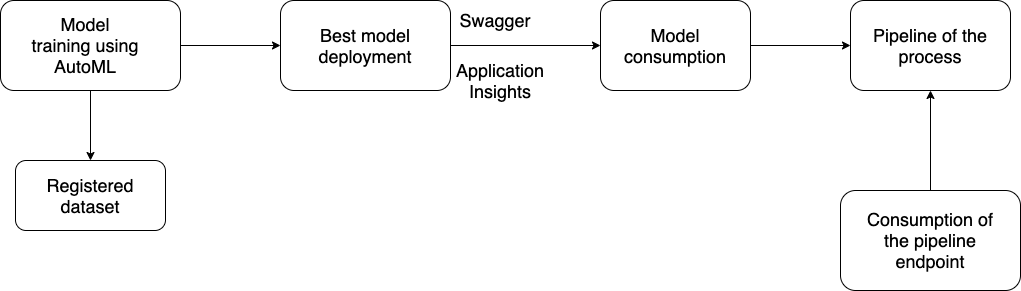 Model
training using
AutoML
Best model
deployment
Swagger
Application
Insights
Model
consumption
Pipeline of the
process
Registered
dataset
Consumption of
the pipeline
endpoint